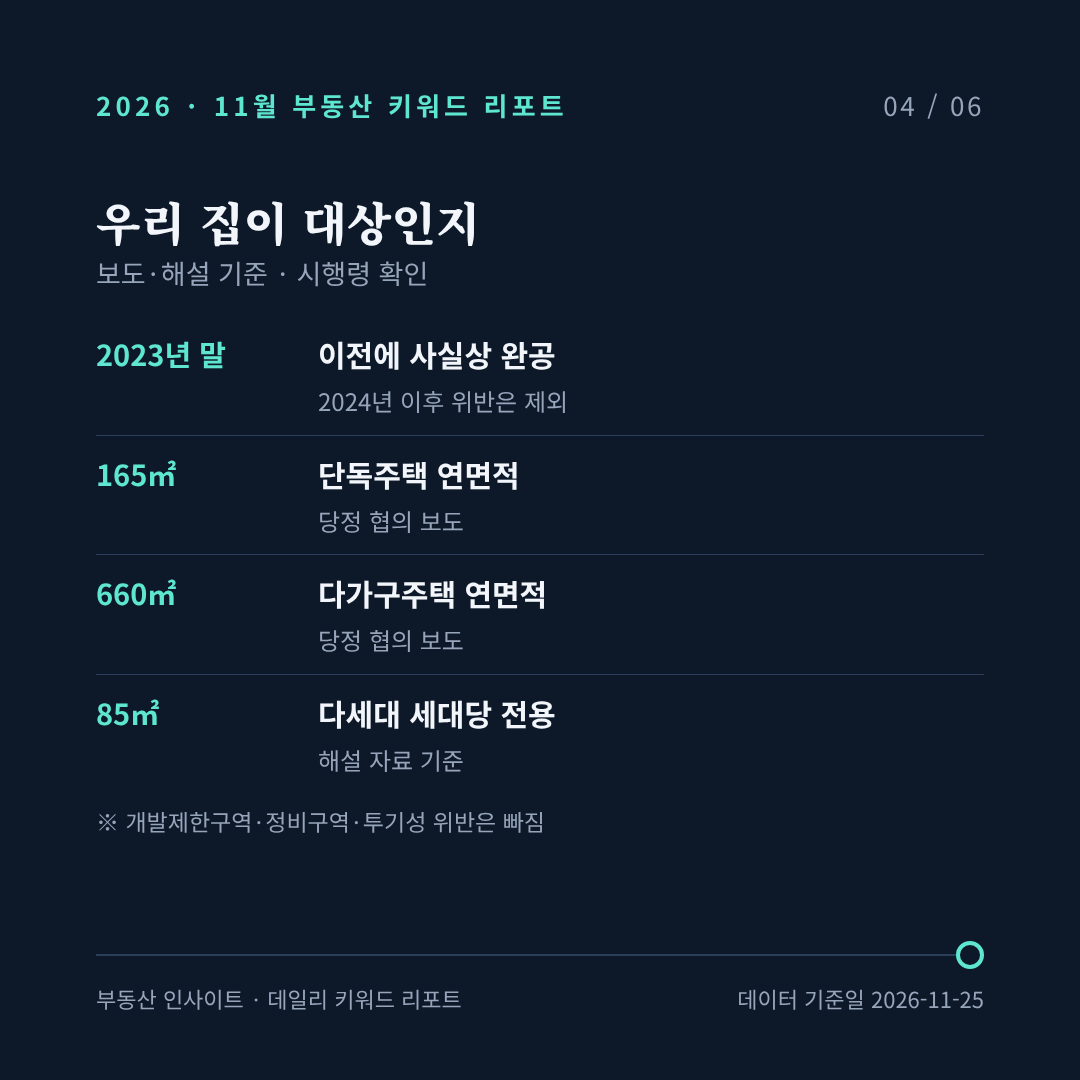 2026 · 11월 부동산 키워드 리포트
04 / 06
우리 집이 대상인지
보도·해설 기준 · 시행령 확인
2023년 말
이전에 사실상 완공
2024년 이후 위반은 제외
165㎡
단독주택 연면적
당정 협의 보도
660㎡
다가구주택 연면적
당정 협의 보도
85㎡
다세대 세대당 전용
해설 자료 기준
※ 개발제한구역·정비구역·투기성 위반은 빠짐
부동산 인사이트 · 데일리 키워드 리포트
데이터 기준일 2026-11-25